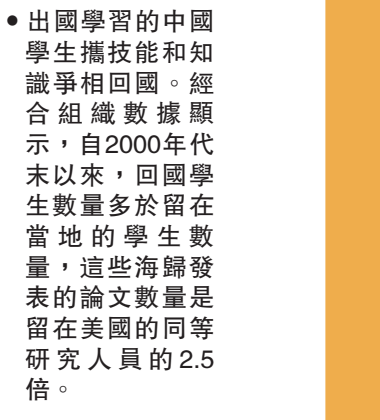 • 出國學習的中國
學生攜技能和知
識爭相回國。經
合組織數據顯
示，自2000年代
末以來，回國學
生數量多於留在
當地的學生數
量，這些海歸發
表的論文數量是
留在美國的同等
研究人員的2.5
倍。